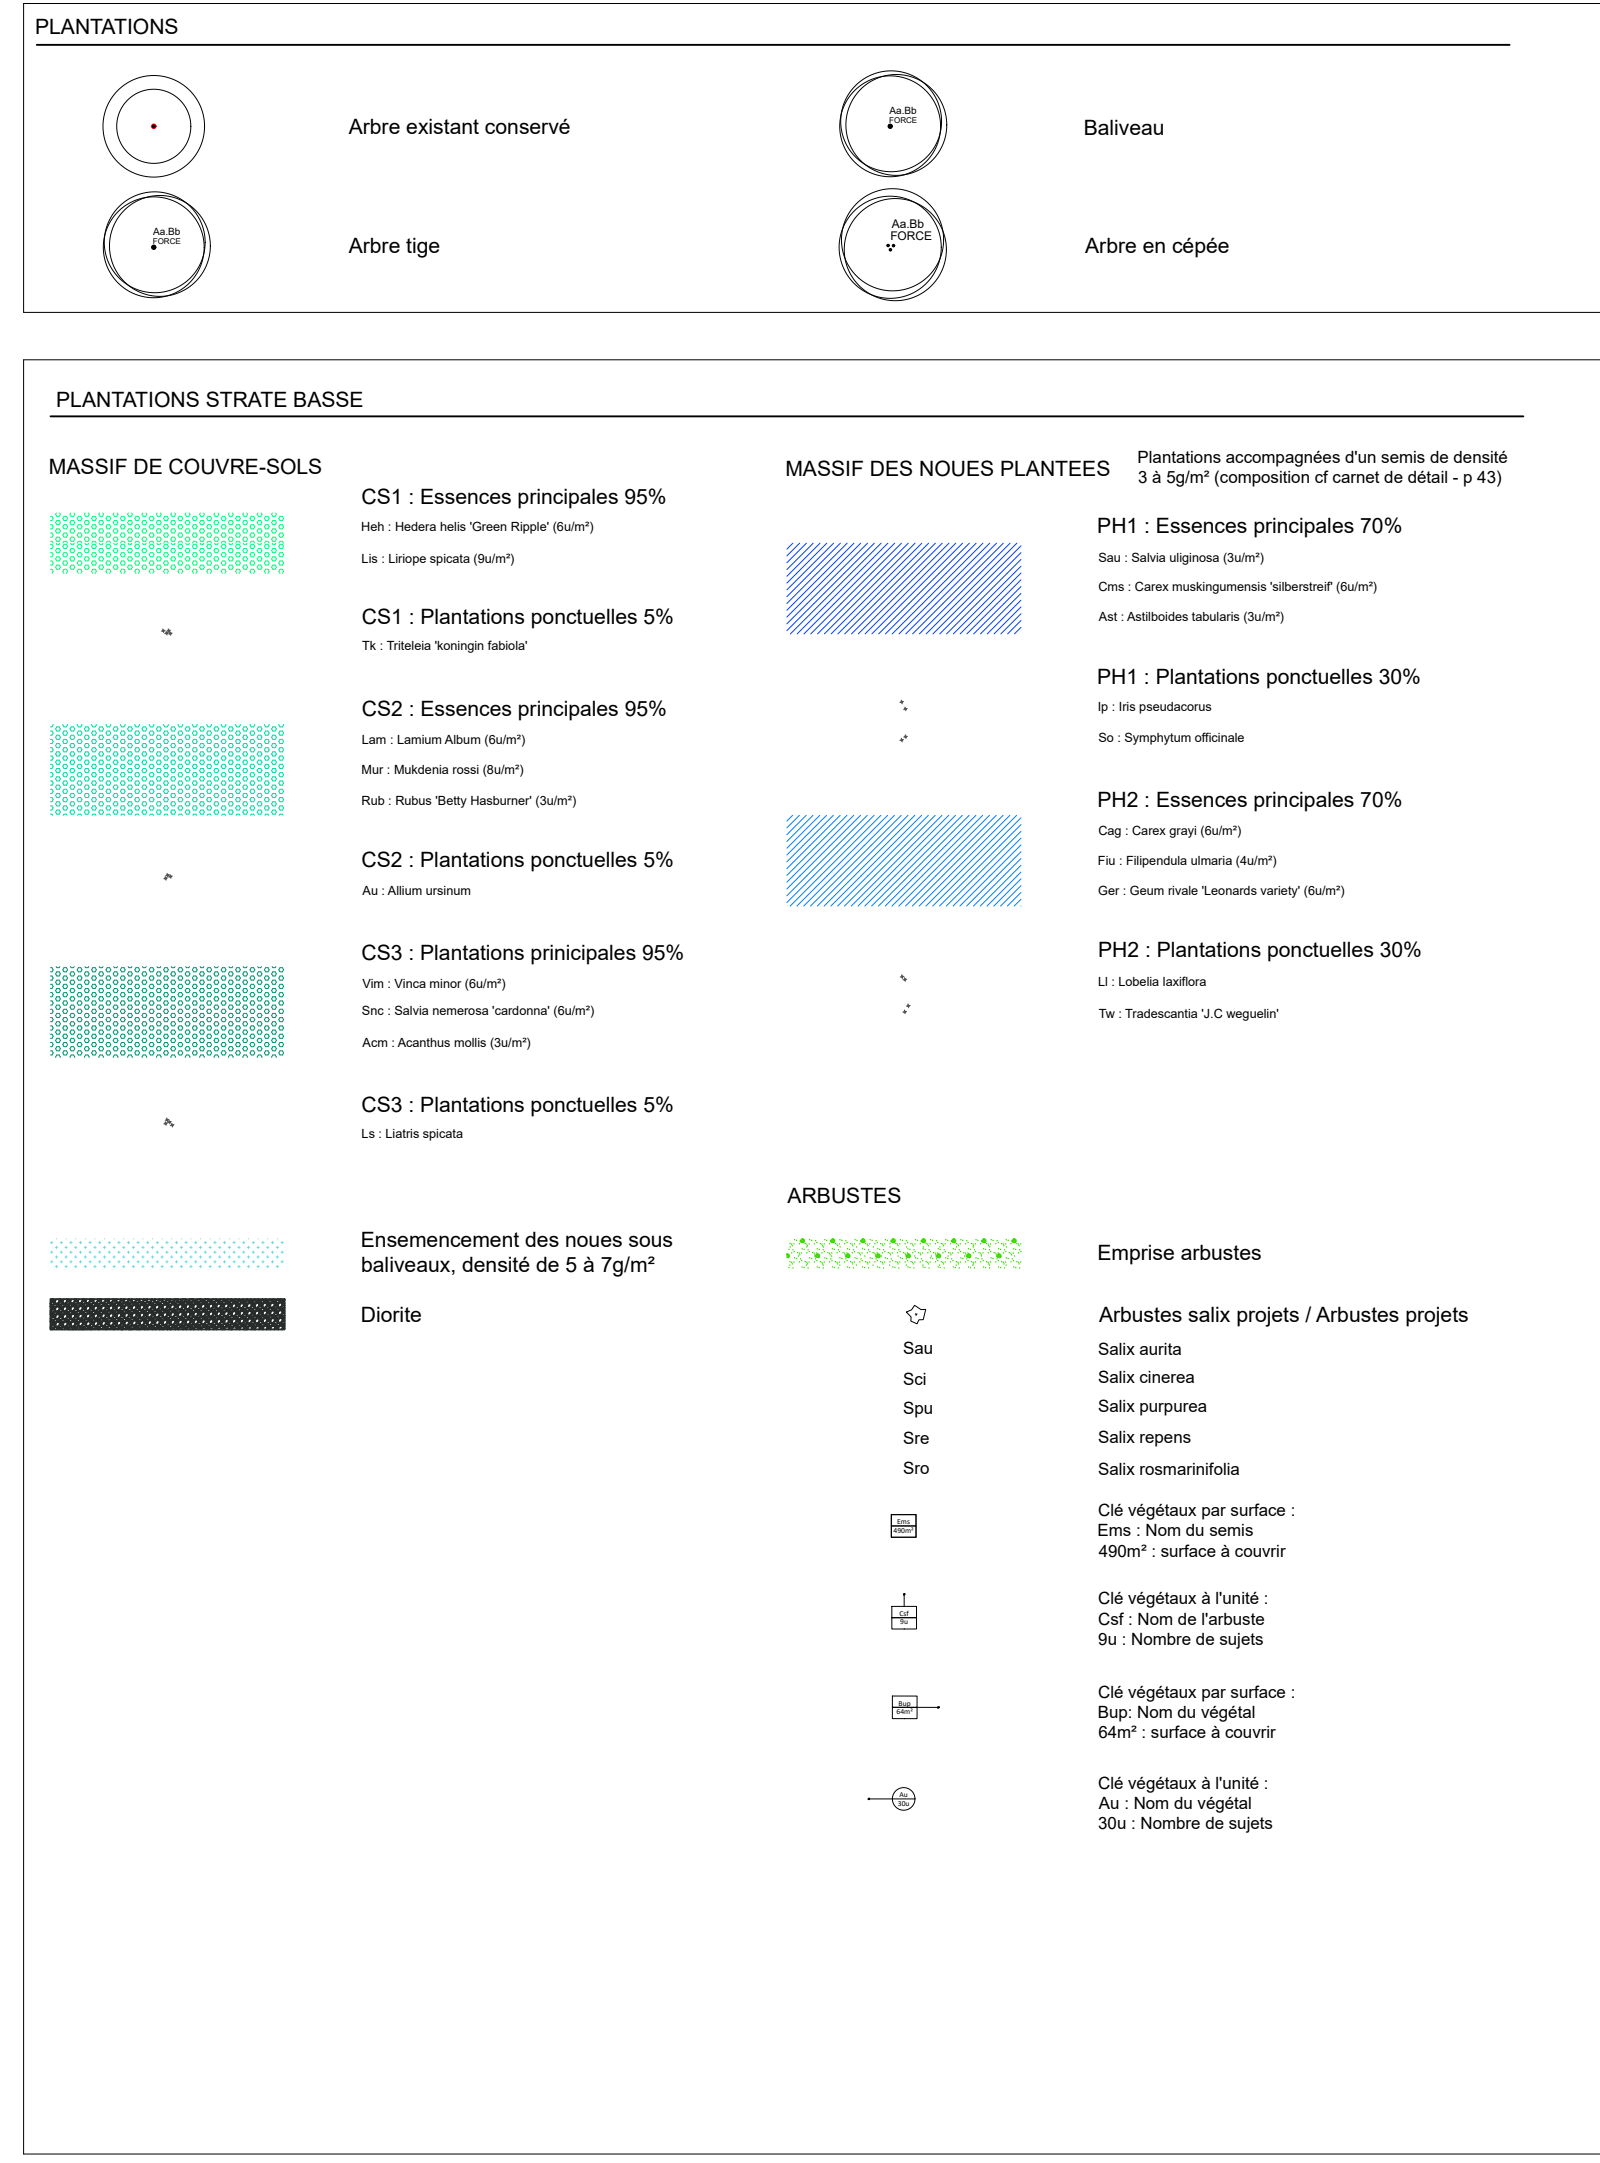 PLANTATIONS
Arbre existant conservé
Aa.Bb
FORCE
Baliveau
Aa.Bb
FORCE
Arbre tige
Aa.Bb
FORCE
Arbre en cépée
PLANTATIONS STRATE BASSE
MASSIF DE COUVRE-SOLS
CS1 : Essences principales 95%
Heh : Hedera helis 'Green Ripple' (6u/m²)
Lis : Liriope spicata (9u/m²)
CS1 : Plantations ponctuelles 5%
Tk : Triteleia 'koningin fabiola'
CS2 : Essences principales 95%
Lam : Lamium Album (6u/m²)
Mur : Mukdenia rossi (8u/m²)
Rub : Rubus 'Betty Hasburner' (3u/m²)
CS2 : Plantations ponctuelles 5%
Au : Allium ursinum
CS3 : Plantations prinicipales 95%
Vim : Vinca minor (6u/m²)
Snc : Salvia nemerosa 'cardonna' (6u/m²)
Acm : Acanthus mollis (3u/m²)
CS3 : Plantations ponctuelles 5%
Ls : Liatris spicata
Ensemencement des noues sous
baliveaux, densité de 5 à 7g/m²
Diorite
MASSIF DES NOUES PLANTEES
Plantations accompagnées d'un semis de densité
3 à 5g/m² (composition cf carnet de détail - p 43)
PH1 : Essences principales 70%
Sau : Salvia uliginosa (3u/m²)
Cms : Carex muskingumensis 'silberstreif' (6u/m²)
Ast : Astilboides tabularis (3u/m²)
PH1 : Plantations ponctuelles 30%
Ip : Iris pseudacorus
So : Symphytum officinale
PH2 : Essences principales 70%
Cag : Carex grayi (6u/m²)
Fiu : Filipendula ulmaria (4u/m²)
Ger : Geum rivale 'Leonards variety' (6u/m²)
PH2 : Plantations ponctuelles 30%
Ll : Lobelia laxiflora
Tw : Tradescantia 'J.C weguelin'
ARBUSTES
Emprise arbustes
Arbustes salix projets / Arbustes projets
Sau Salix aurita
Sci Salix cinerea
Spu Salix purpurea
Sre Salix repens
Sro Salix rosmarinifolia
Ems
490m²
Clé végétaux par surface :
Ems : Nom du semis
490m² : surface à couvrir
Csf
9u
Clé végétaux à l'unité :
Csf : Nom de l'arbuste
9u : Nombre de sujets
Bup
64m²
Clé végétaux par surface :
Bup: Nom du végétal
64m² : surface à couvrir
Au
30u
Clé végétaux à l'unité :
Au : Nom du végétal
30u : Nombre de sujets